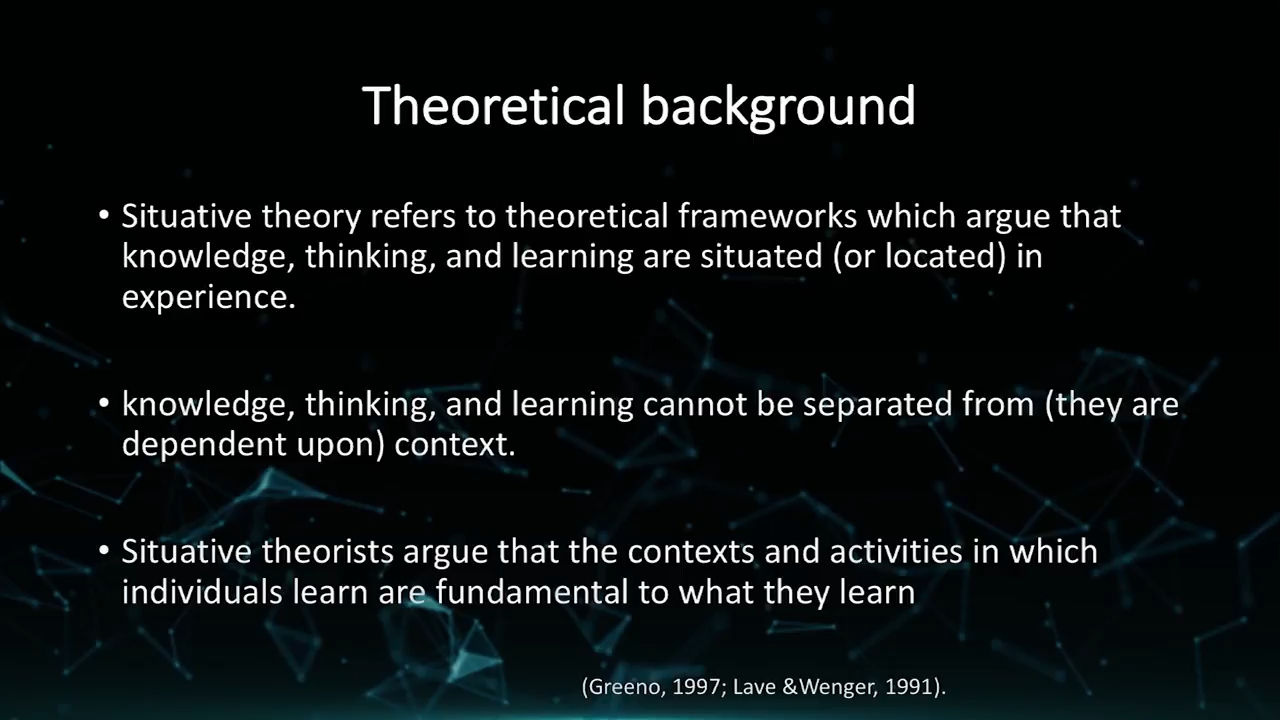 Theoretical background
• Situative theory refers to theoretical frameworks which argue that
knowledge, thinking, and learning are situated (or located) in
experience.
• knowledge, thinking, and learning cannot be separated from (they are
dependent upon) context.
• Situative theorists argue that the contexts and activities in which
individuals learn are fundamental to what they learn
(Greeno, 1997; Lave &Wenger, 1991).